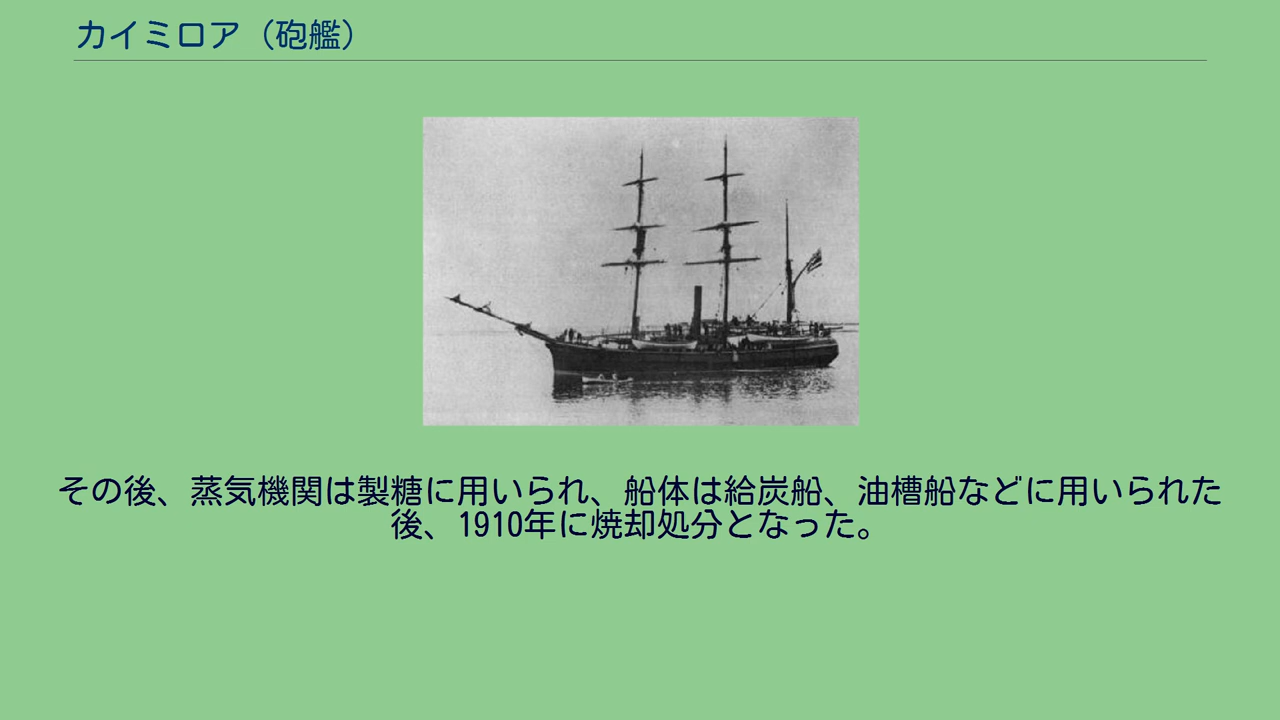 カイミロア（砲艦）
その後、蒸気機関は製糖に用いられ、船体は給炭船、油槽船などに用いられた
後、1910年に焼却処分となった。